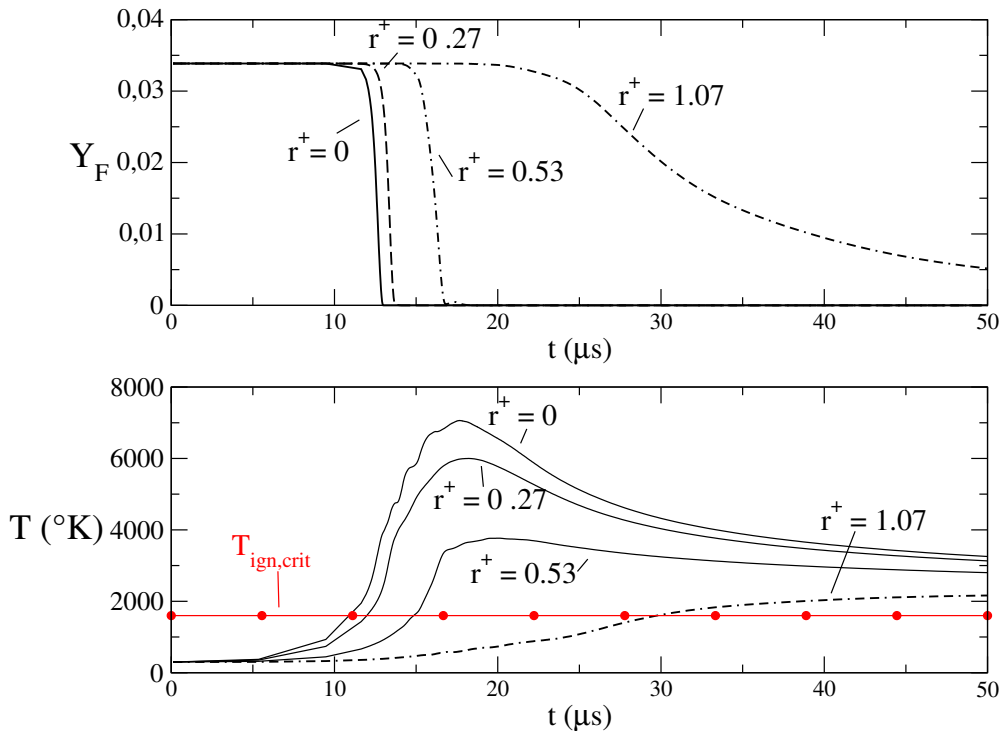 0,04
r+ = 0 .27
0,03
r+ = 1.07
r+= 0
Y_F
0,02
r+ = 0.53
0,01
0
0 10 20 30 40 50
t (μs)
8000
r+ = 0
6000
r+ = 0 .27
T (°K)
4000
r+ = 1.07
T_ign,crit
r+ = 0.53
2000
0
0 10 20 30 40 50
t (μs)